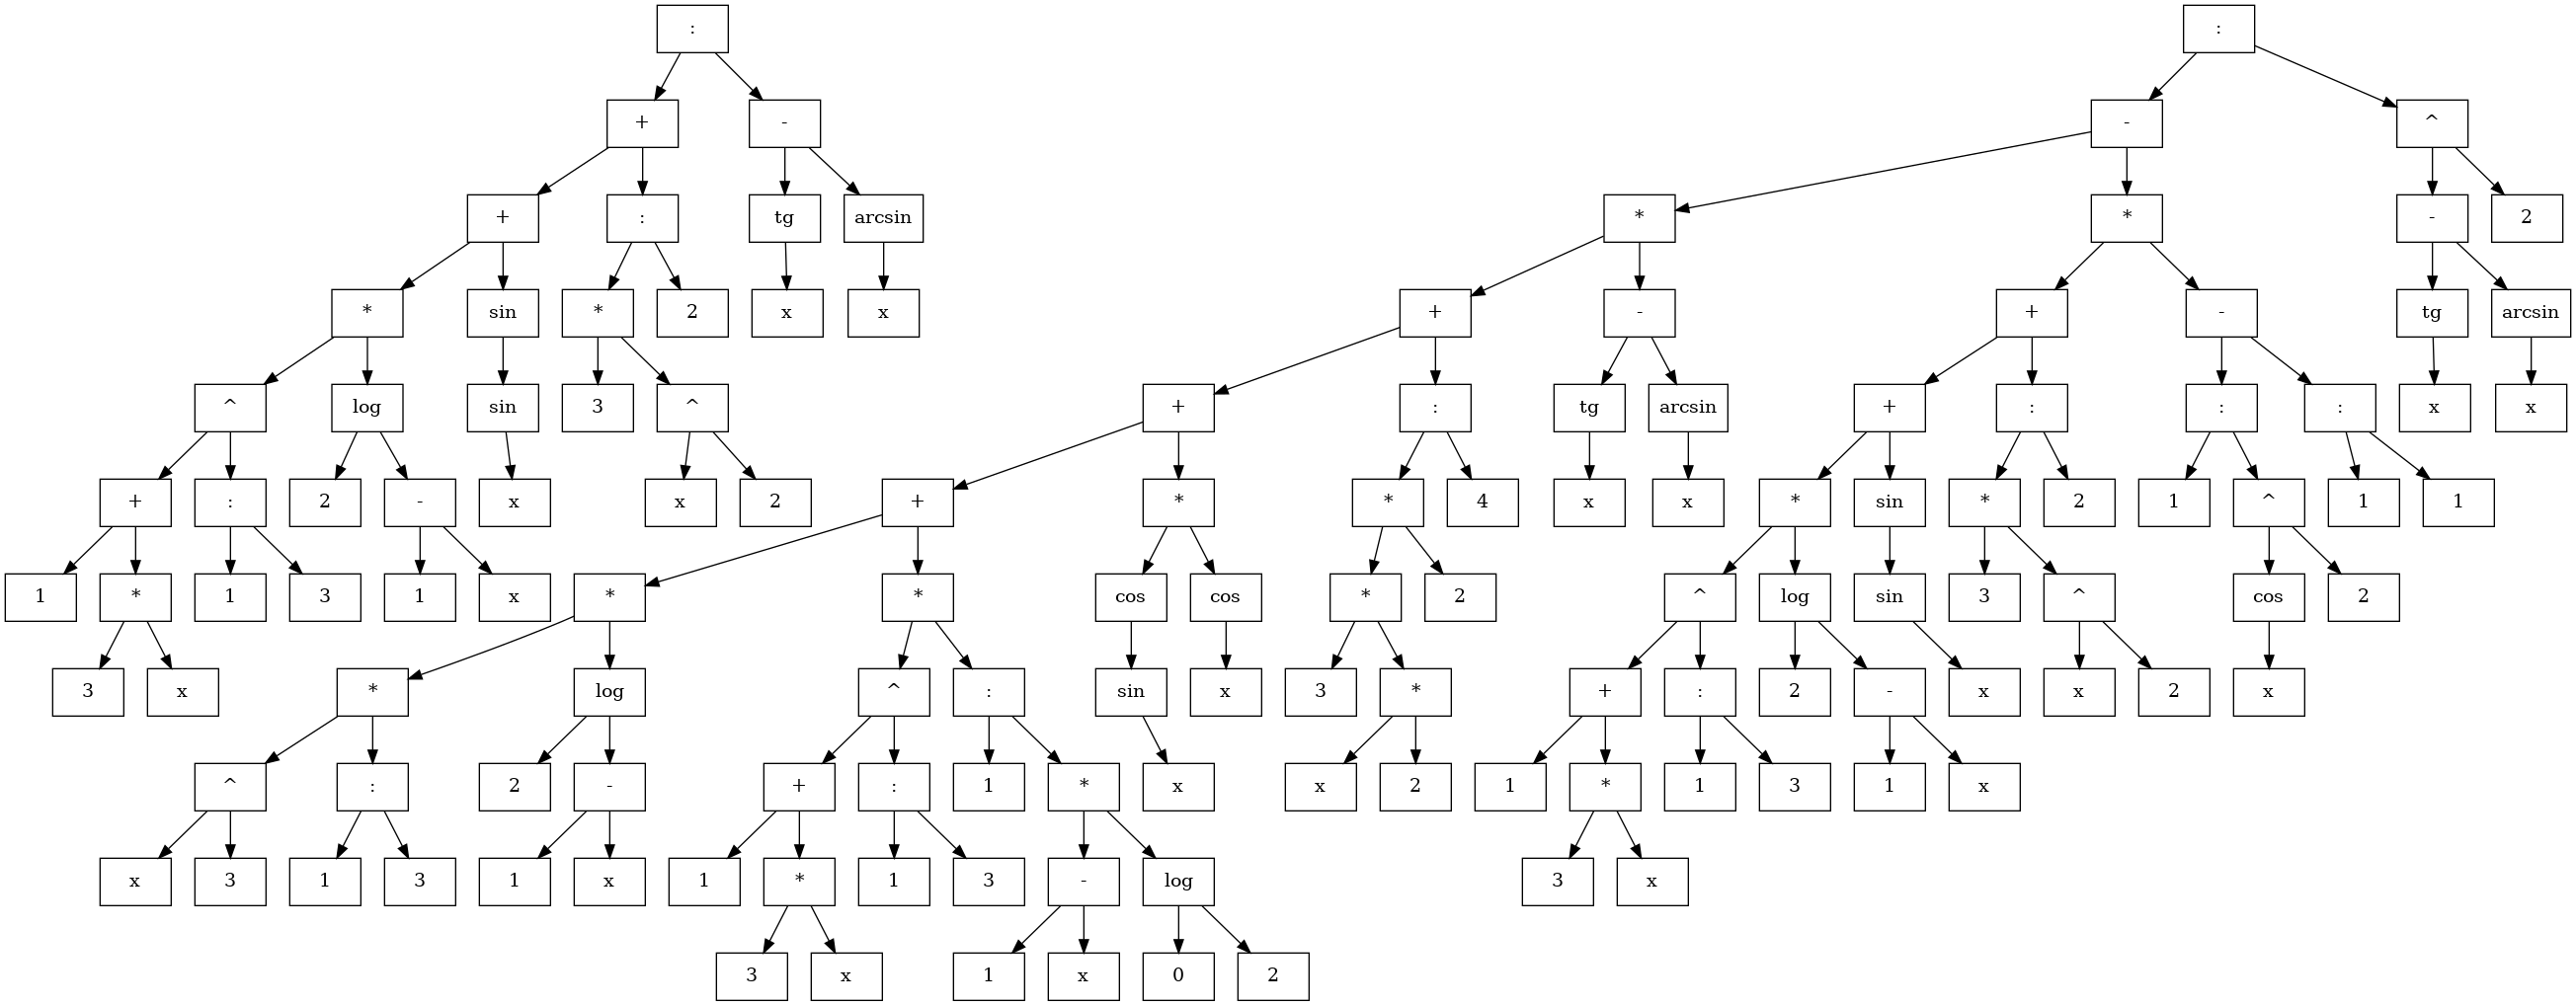 : :
+ - - ^
+ : tg arcsin * * - 2
* sin * 2 x x + - + - tg arcsin
^ log sin 3 ^ + : tg arcsin + : : : x x
+ : 2 - x x 2 + * * 4 x x * sin * 2 1 ^ 1 1
1 * 1 3 1 x * * cos cos * 2 ^ log sin 3 ^ cos 2
3 x * log ^ : sin x 3 * + : 2 - x x 2 x
^ : 2 - + : 1 * x x 2 1 * 1 3 1 x
x 3 1 3 1 x 1 * 1 3 - log 3 x
3 x 1 x 0 2